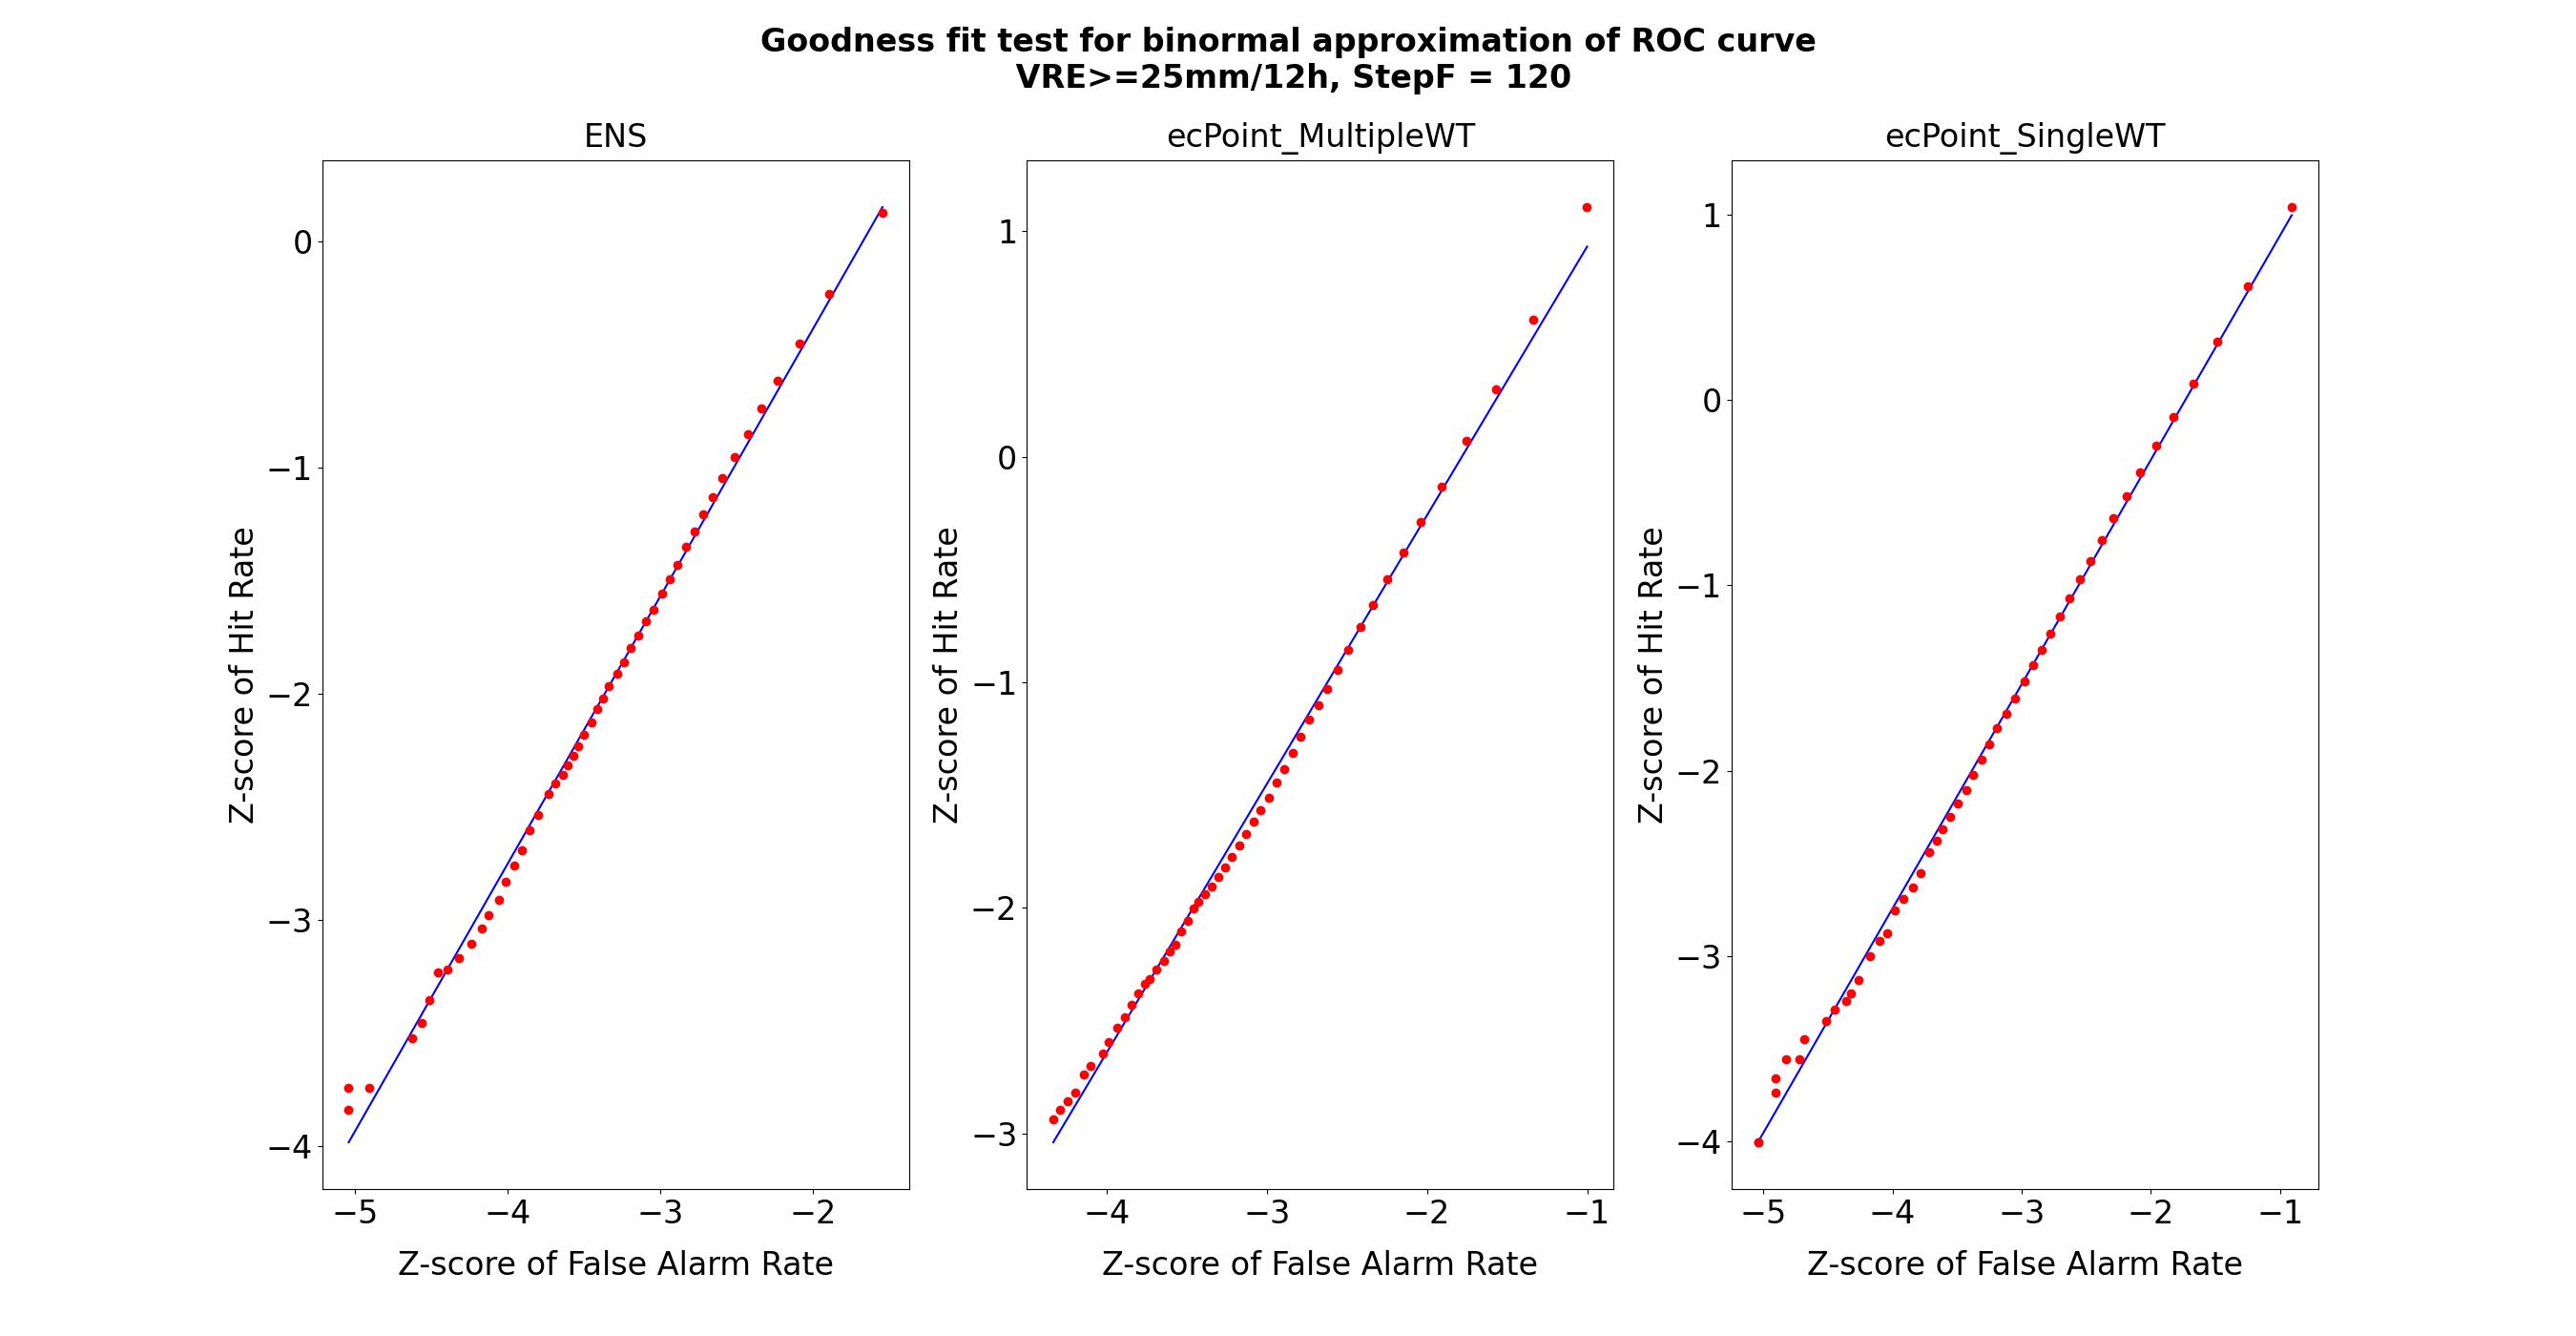 Goodness fit test for binormal approximation of ROC curve
VRE>=25mm/12h, StepF = 120
ENS
Z-score of Hit Rate
0
−1
−2
−3
−4
−5 −4 −3 −2
Z-score of False Alarm Rate
ecPoint_MultipleWT
Z-score of Hit Rate
1
0
−1
−2
−3
−4 −3 −2 −1
Z-score of False Alarm Rate
ecPoint_SingleWT
Z-score of Hit Rate
1
0
−1
−2
−3
−4
−5 −4 −3 −2 −1
Z-score of False Alarm Rate